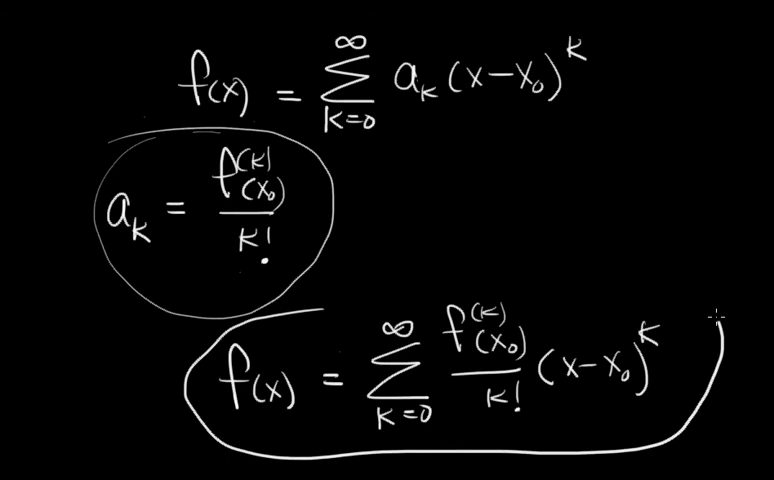 f(x) = ∞ Σ k=0 a_k (x-x_0)^k
a_k = f^(k)(x_0) / k!
f(x) = ∞ Σ k=0 f^(k)(x_0) / k! (x-x_0)^k